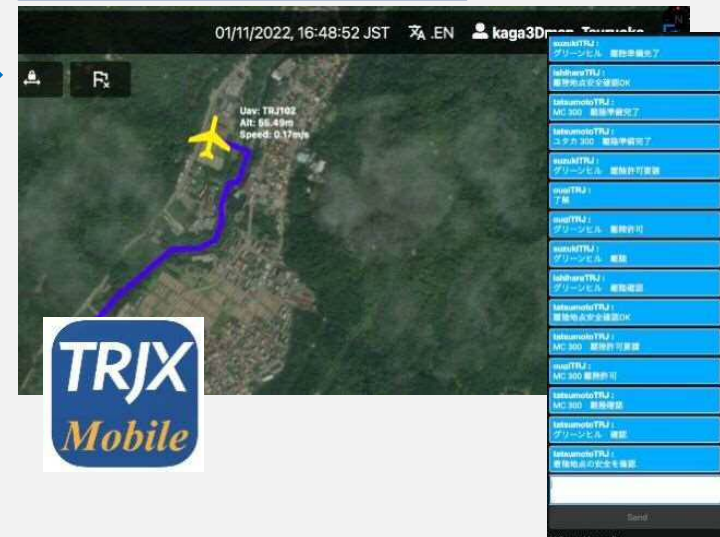 01/11/2022, 16:48:52 JST
.EN
kaga3Dmap_Tsuruoka
N
Uav: TRJ102
Alt: 55.49m
Speed: 0.17m/s
suzukiTRJ :
グリーンヒル 離陸準備完了
ishiharaTRJ :
離陸地点安全確認OK
tatsumotoTRJ :
MC 300 離陸準備完了
tatsumotoTRJ :
ユタカ 300 離陸準備完了
suzukiTRJ :
グリーンヒル 離陸許可要請
ougiTRJ :
了解
ougiTRJ :
グリーンヒル 離陸許可
suzukiTRJ :
グリーンヒル 離陸
ishiharaTRJ :
グリーンヒル 離陸確認
tatsumotoTRJ :
離陸地点安全確認OK
tatsumotoTRJ :
MC 300 離陸許可要請
ougiTRJ :
MC 300 離陸許可
tatsumotoTRJ :
MC 300 離陸確認
tatsumotoTRJ :
グリーンヒル 確認
tatsumotoTRJ :
着陸地点の安全を確認
Send
TRJX
Mobile